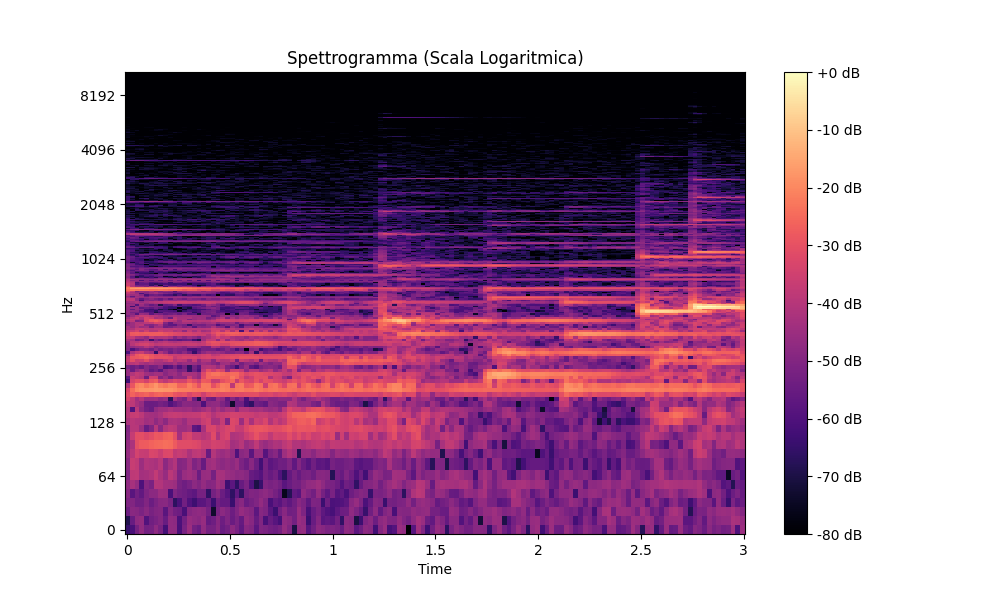 Spettrogramma (Scala Logaritmica)
Hz
8192
4096
2048
1024
512
256
128
64
0
0
0.5
1
1.5
2
2.5
3
Time
+0 dB
-10 dB
-20 dB
-30 dB
-40 dB
-50 dB
-60 dB
-70 dB
-80 dB